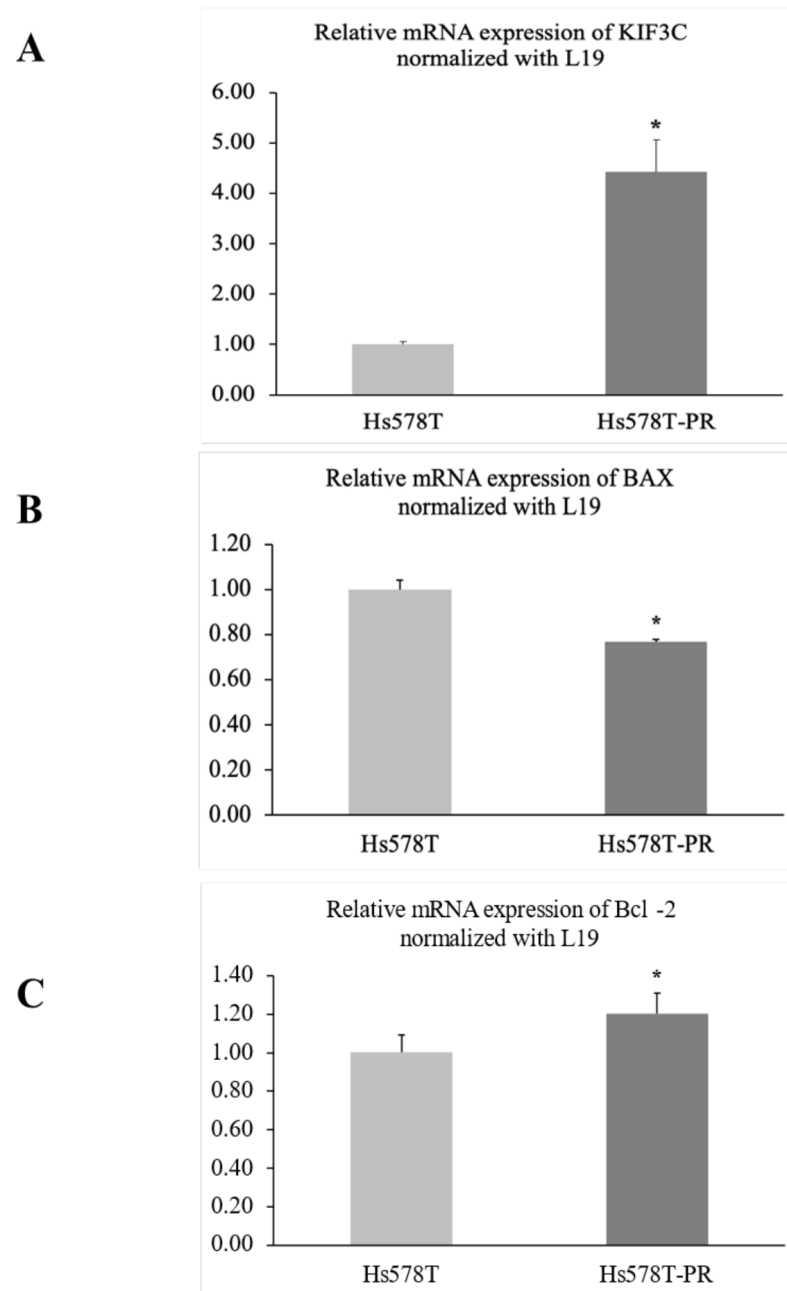 A
Relative mRNA expression of KIF3C
normalized with L19
6.00
5.00
4.00
3.00
2.00
1.00
0.00
*
Hs578T
Hs578T-PR
B
Relative mRNA expression of BAX
normalized with L19
1.20
1.00
0.80
0.60
0.40
0.20
0.00
*
Hs578T
Hs578T-PR
C
Relative mRNA expression of Bcl -2
normalized with L19
1.40
1.20
1.00
0.80
0.60
0.40
0.20
0.00
*
Hs578T
Hs578T-PR